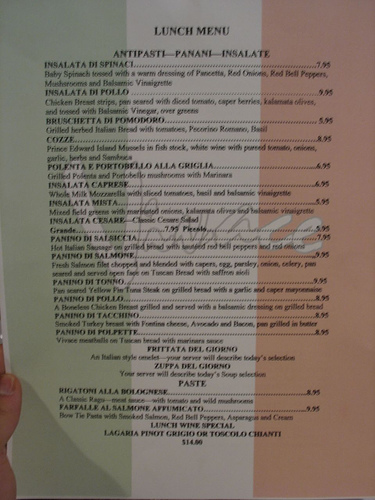 LUNCH MENU
ANTIPASTI—PANANI—INSALATE
INSALATA DI SPINACI....7.95
Baby Spinach tossed with a warm dressing of Pancetta, Red Onions, Red Bell Peppers,
Mushrooms and Balsamic Vinaigrette
INSALATA DI POLLO....9.95
Chicken Breast strips, pan seared with diced tomato, caper berries, kalamata olives,
and tossed with Balsamic Vinegar, over greens
BRUSCHETTA DI POMODORO....5.95
Grilled herbed Italian Bread with tomatoes, Pecorino Romano, Basil
COZZE....8.95
Prince Edward Island Mussels in fish stock, white wine with pureed tomato, onions,
garlic, herbs and Sambuca
POLENTA E PORTOBELLO ALLA GRIGLIA....6.95
Grilled Polenta and Portobello mushrooms with Marinara
INSALATA CAPRESE....6.95
Whole Milk Mozzarella with sliced tomatoes, basil and balsamic vinaigrette
INSALATA MISTA....5.95
Mixed field greens with marinated onions, kalamata olives and balsamic vinaigrette
INSALATA CESARE—Classic Cesare Salad
Grande....7.95 Piccolo....5.95
PANINO DI SALSICCIA....7.95
Hot Italian Sausage on grilled bread with sauteed red bell peppers and red onions
PANINO DI SALMONE....9.95
Fresh Salmon filet chopped and blended with capers, egg, parsley, onion, celery, pan
seared and served open face on Tuscan Bread with saffron aioli
PANINO DI TONNO....9.95
Pan seared Yellow Fin Tuna Steak on grilled bread with a garlic and caper mayonnaise
PANINO DI POLLO....8.95
A Boneless Chicken Breast grilled and served with a balsamic dressing on grilled bread
PANINO DI TACCHINO....8.95
Smoked Turkey breast with Fontina cheese, Avocado and Bacon, pan grilled in butter
PANINO DI POLPETTE....8.95
Vivace meatballs on Tuscan bread with marinara sauce
FRITTATA DEL GIORNO
An Italian style omelet—your server will describe today's selection
ZUPPA DEL GIORNO
Your server will describe today's Soup selection
PASTE
RIGATONI ALLA BOLOGNESE....8.95
A Classic Ragu—meat sauce—with tomato and wild mushrooms
FARFALLE AL SALMONE AFFUMICATO....9.95
Bow Tie Pasta with Smoked Salmon, Red Bell Peppers, Asparagus and Cream
LUNCH WINE SPECIAL
LAGARIA PINOT GRIGIO OR TOSCOLO CHIANTI
$14.00